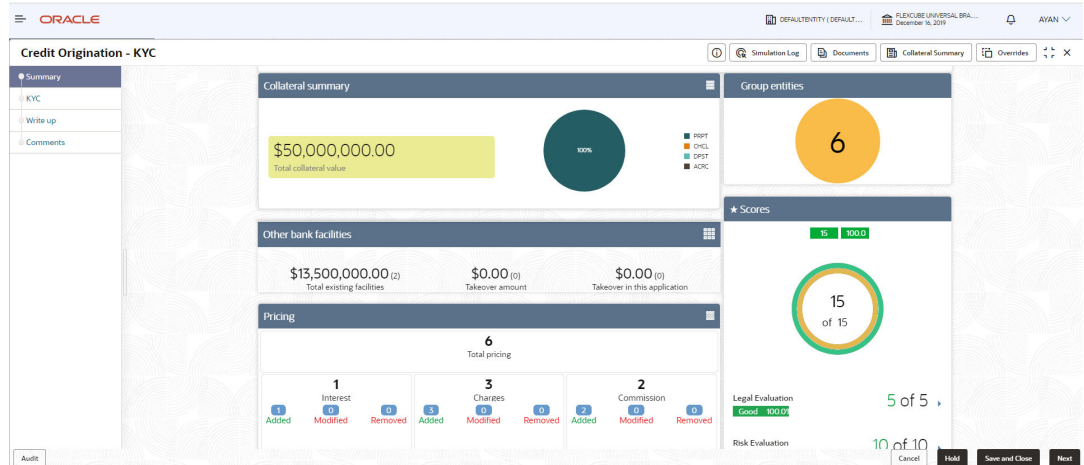 ORACLE
DEFAULTENTITY ( DEFAULT...
FLEXCUBE UNIVERSAL BRA...
December 16, 2019
AYAN
Credit Origination - KYC
Simulation Log
Documents
Collateral Summary
Overrides
Summary
KYC
Write up
Comments
Collateral summary
$50,000,000.00
Total collateral value
100%
PRPT
CHCL
DPST
ACRC
Group entities
6
Other bank facilities
$13,500,000.00 (2)
Total existing facilities
$0.00 (0)
Takeover amount
$0.00 (0)
Takeover in this application
Scores
15 100.0
15
of 15
Pricing
6
Total pricing
1
Interest
1 0 0
Added Modified Removed
3
Charges
3 0 0
Added Modified Removed
2
Commission
2 0 0
Added Modified Removed
Legal Evaluation
Good 100.0%
5 of 5
Risk Evaluation
10 of 10
Audit
Cancel
Hold
Save and Close
Next